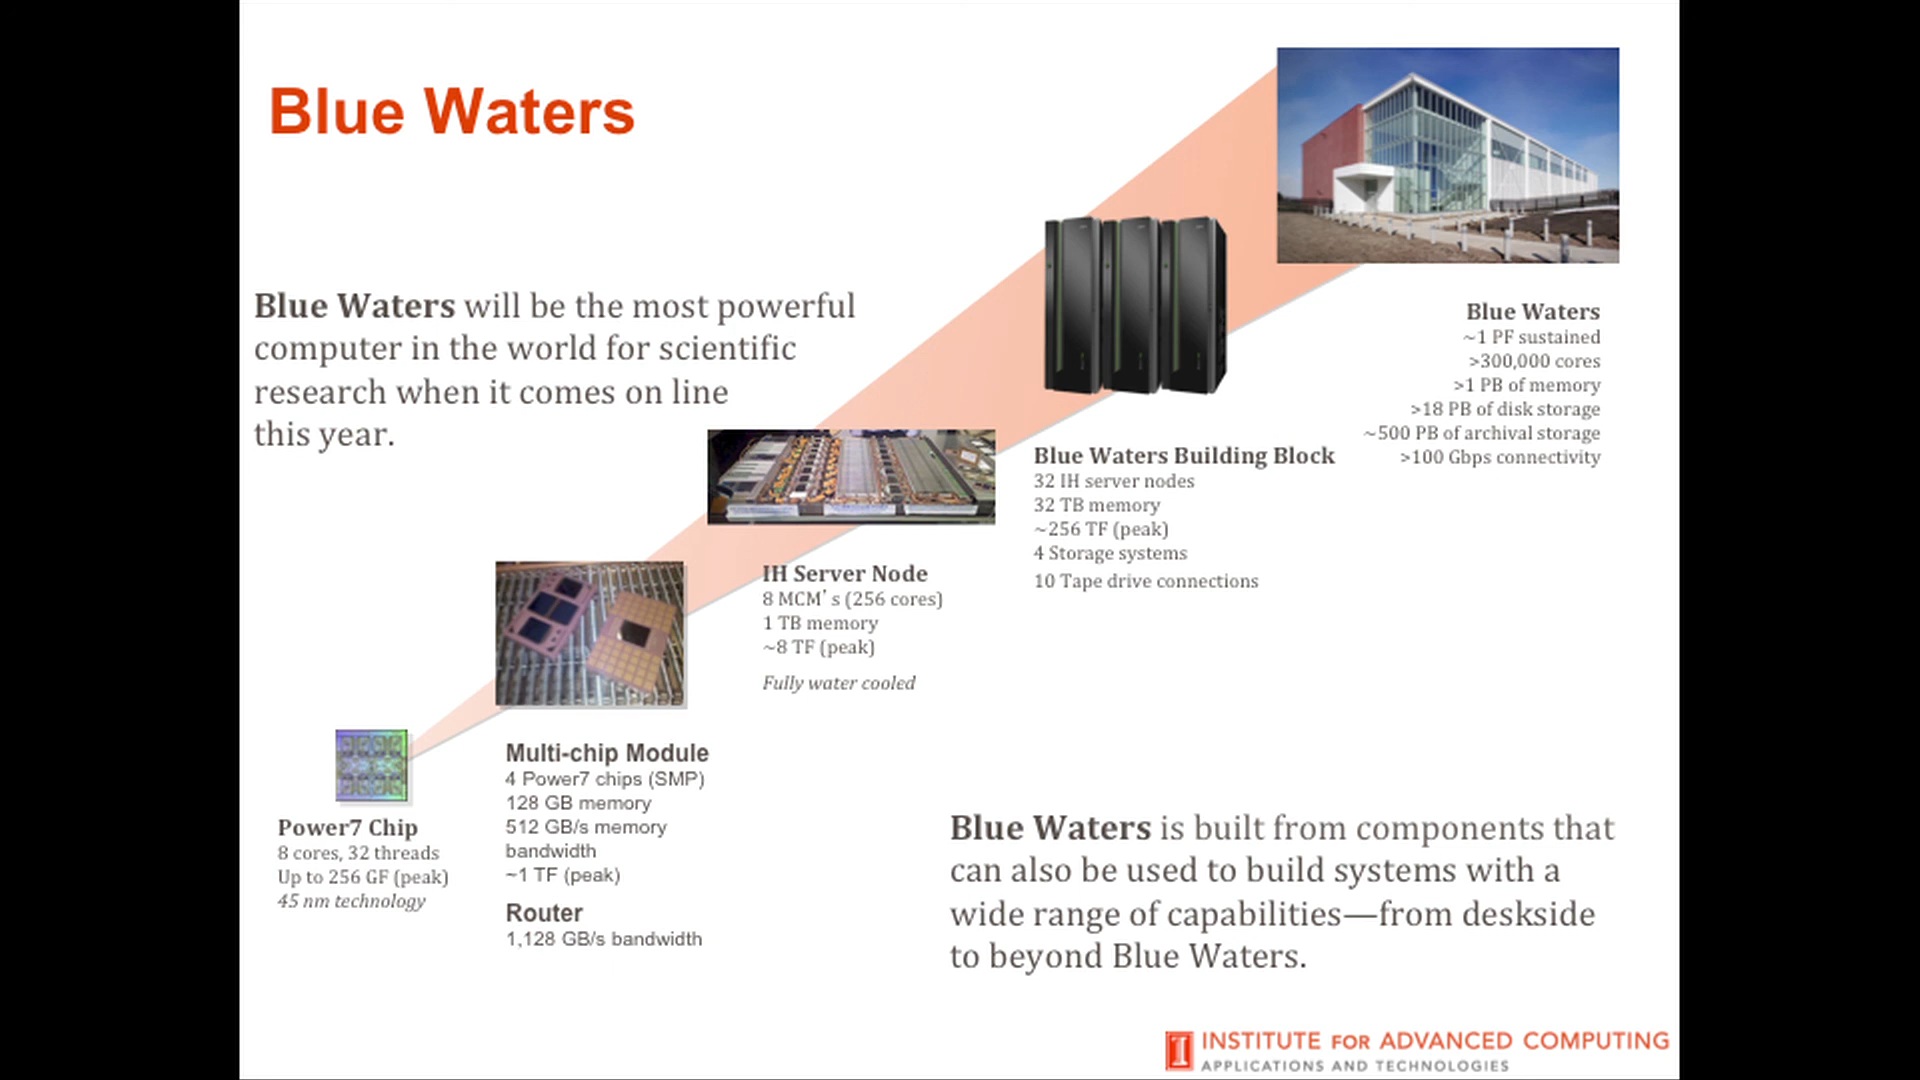 Blue Waters
Blue Waters will be the most powerful
computer in the world for scientific
research when it comes on line
this year.
Blue Waters
~1 PF sustained
>300,000 cores
>1 PB of memory
>18 PB of disk storage
~500 PB of archival storage
>100 Gbps connectivity
Blue Waters Building Block
32 IH server nodes
32 TB memory
~256 TF (peak)
4 Storage systems
10 Tape drive connections
IH Server Node
8 MCM's (256 cores)
1 TB memory
~8 TF (peak)
Fully water cooled
Multi-chip Module
4 Power7 chips (SMP)
128 GB memory
512 GB/s memory
bandwidth
~1 TF (peak)
Router
1,128 GB/s bandwidth
Power7 Chip
8 cores, 32 threads
Up to 256 GF (peak)
45 nm technology
Blue Waters is built from components that
can also be used to build systems with a
wide range of capabilities—from deskside
to beyond Blue Waters.
I
INSTITUTE FOR ADVANCED COMPUTING
APPLICATIONS AND TECHNOLOGIES